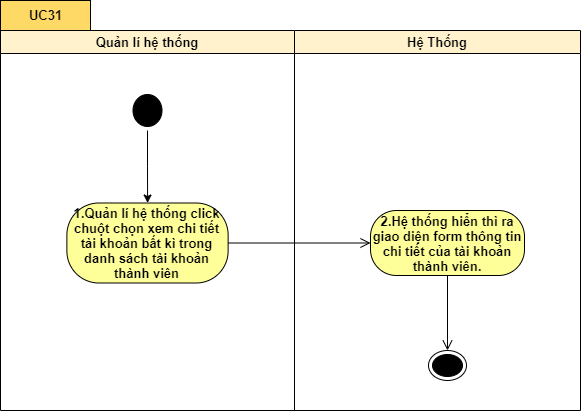 UC31
Quản lí hệ thống
Hệ Thống
1.Quản lí hệ thống click
chuột chọn xem chi tiết
tài khoản bất kì trong
danh sách tài khoản
thành viên
2.Hệ thống hiển thì ra
giao diện form thông tin
chi tiết của tài khoản
thành viên.